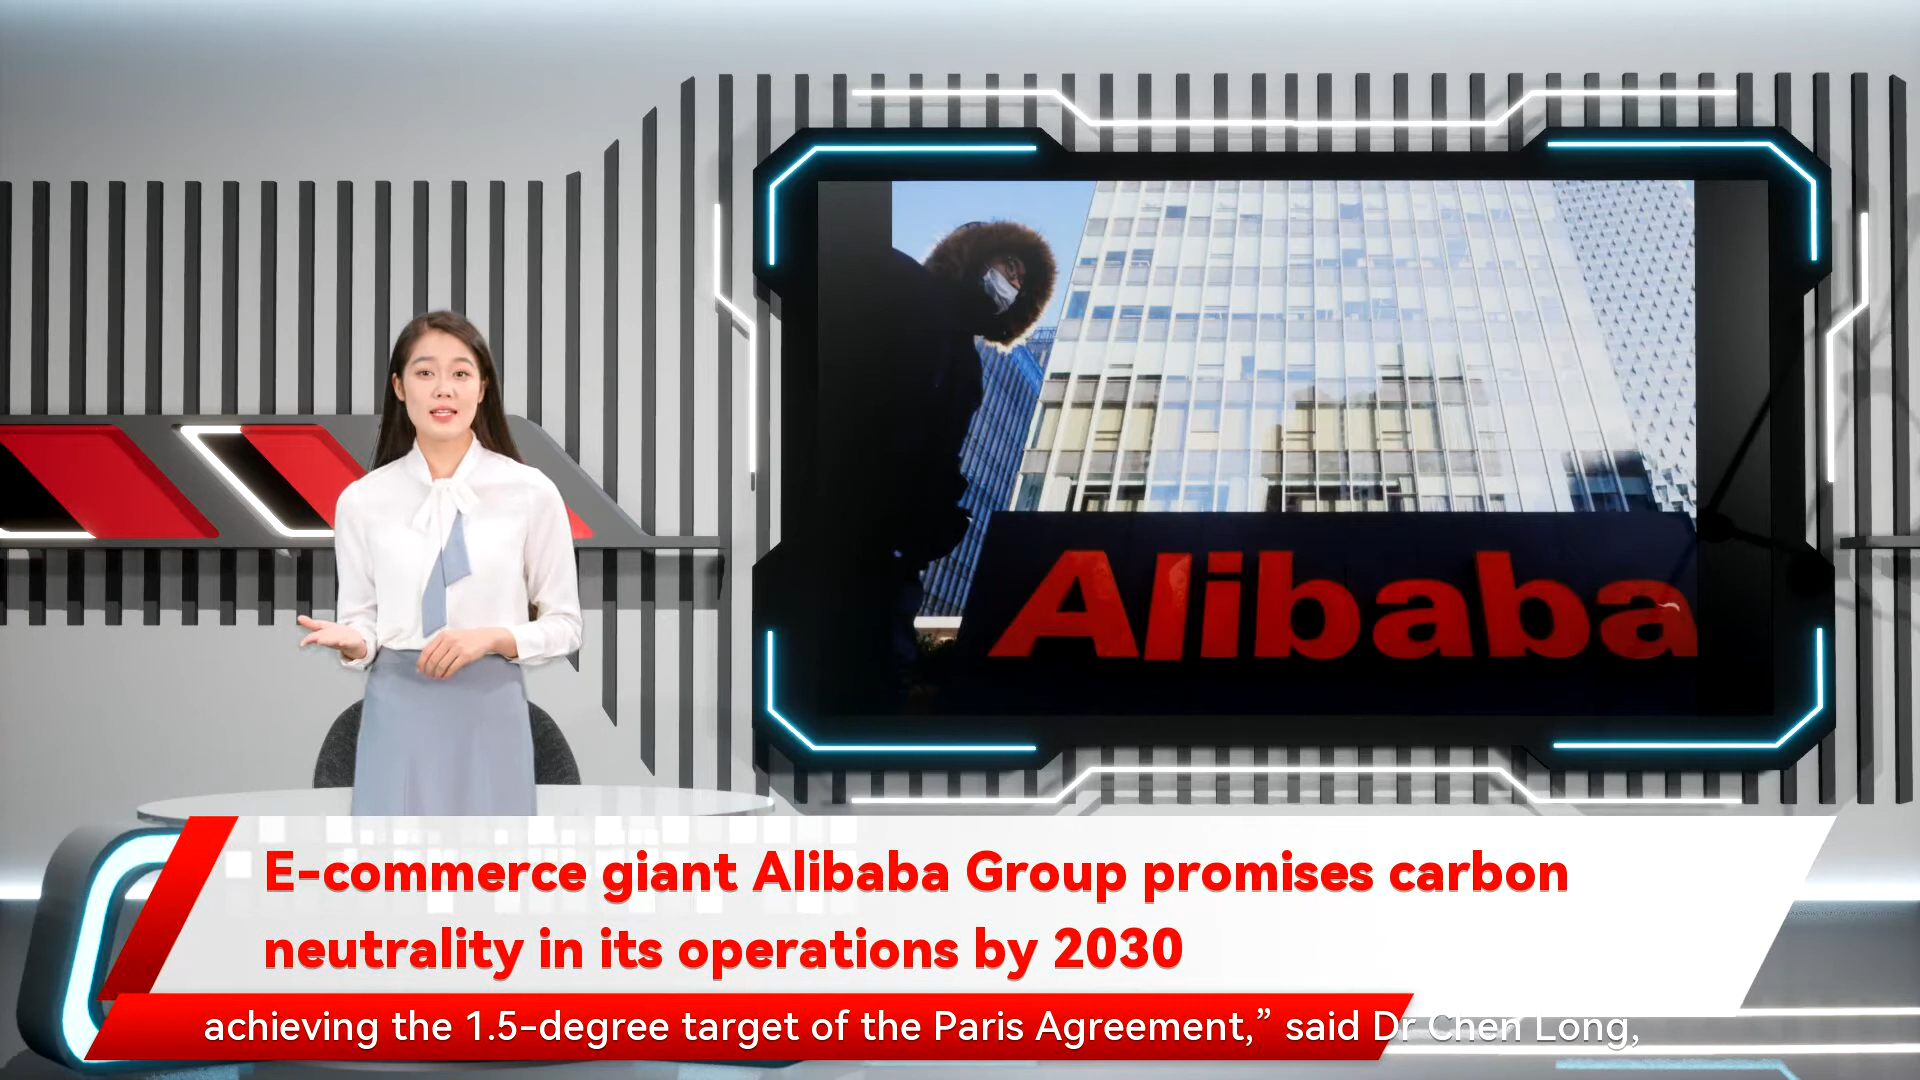 Alibaba
E-commerce giant Alibaba Group promises carbon
neutrality in its operations by 2030
achieving the 1.5-degree target of the Paris Agreement,” said Dr Chen Long,